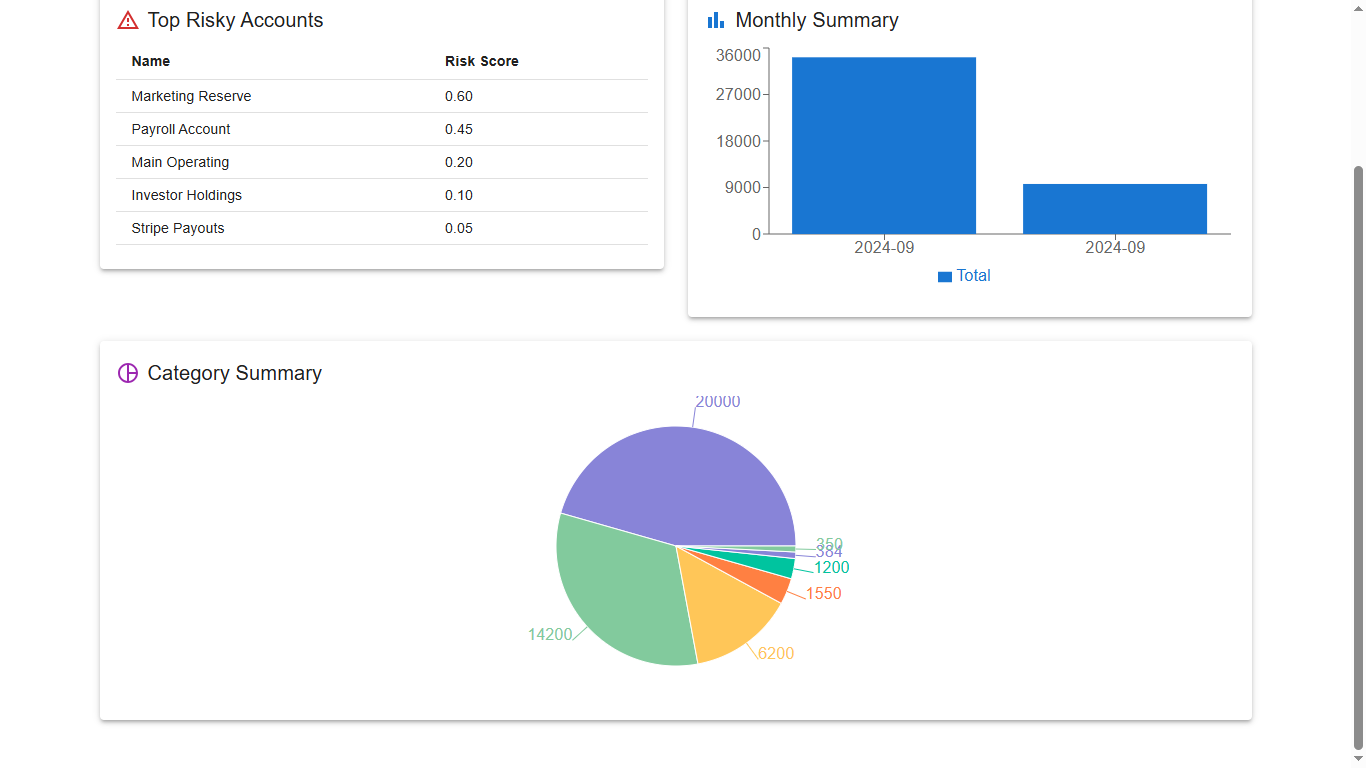 Top Risky Accounts
Name Risk Score
Marketing Reserve 0.60
Payroll Account 0.45
Main Operating 0.20
Investor Holdings 0.10
Stripe Payouts 0.05
Monthly Summary
36000
27000
18000
9000
0
2024-09 2024-09
Total
Category Summary
20000
350
384
1200
1550
14200
6200